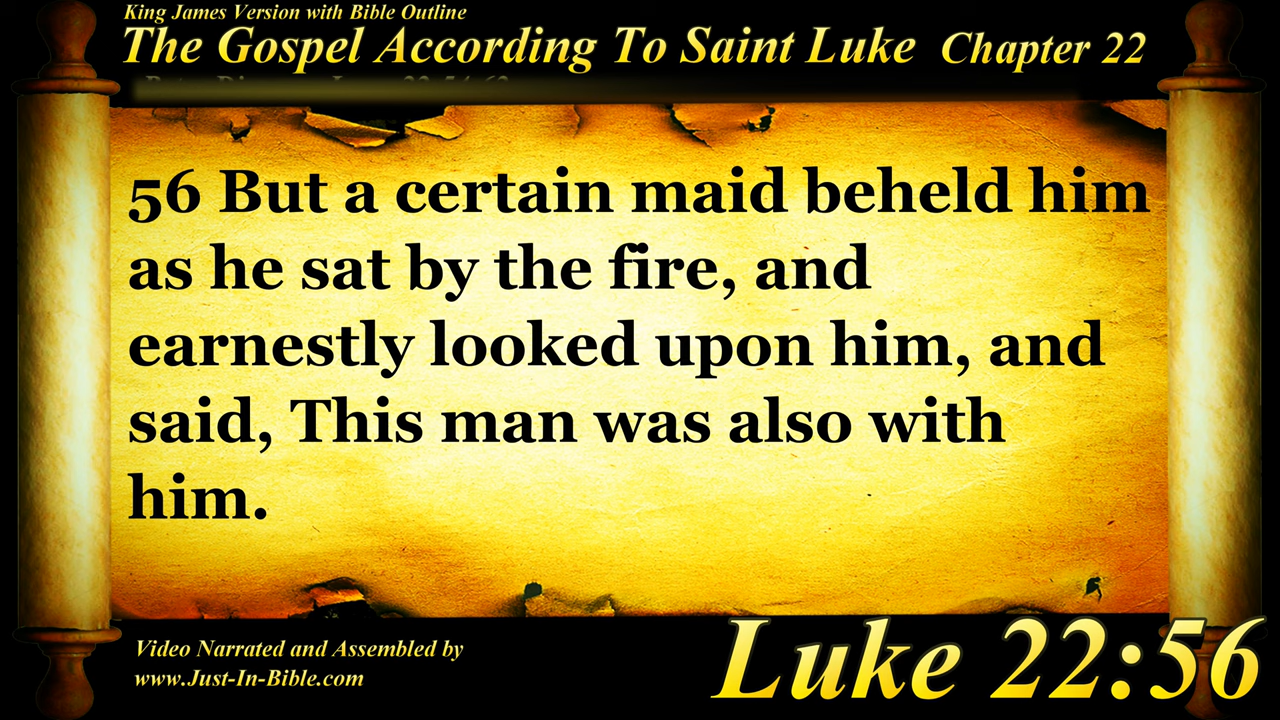 King James Version with Bible Outline
The Gospel According To Saint Luke Chapter 22
56 But a certain maid beheld him
as he sat by the fire, and
earnestly looked upon him, and
said, This man was also with
him.
Video Narrated and Assembled by
www.Just-In-Bible.com
Luke 22:56